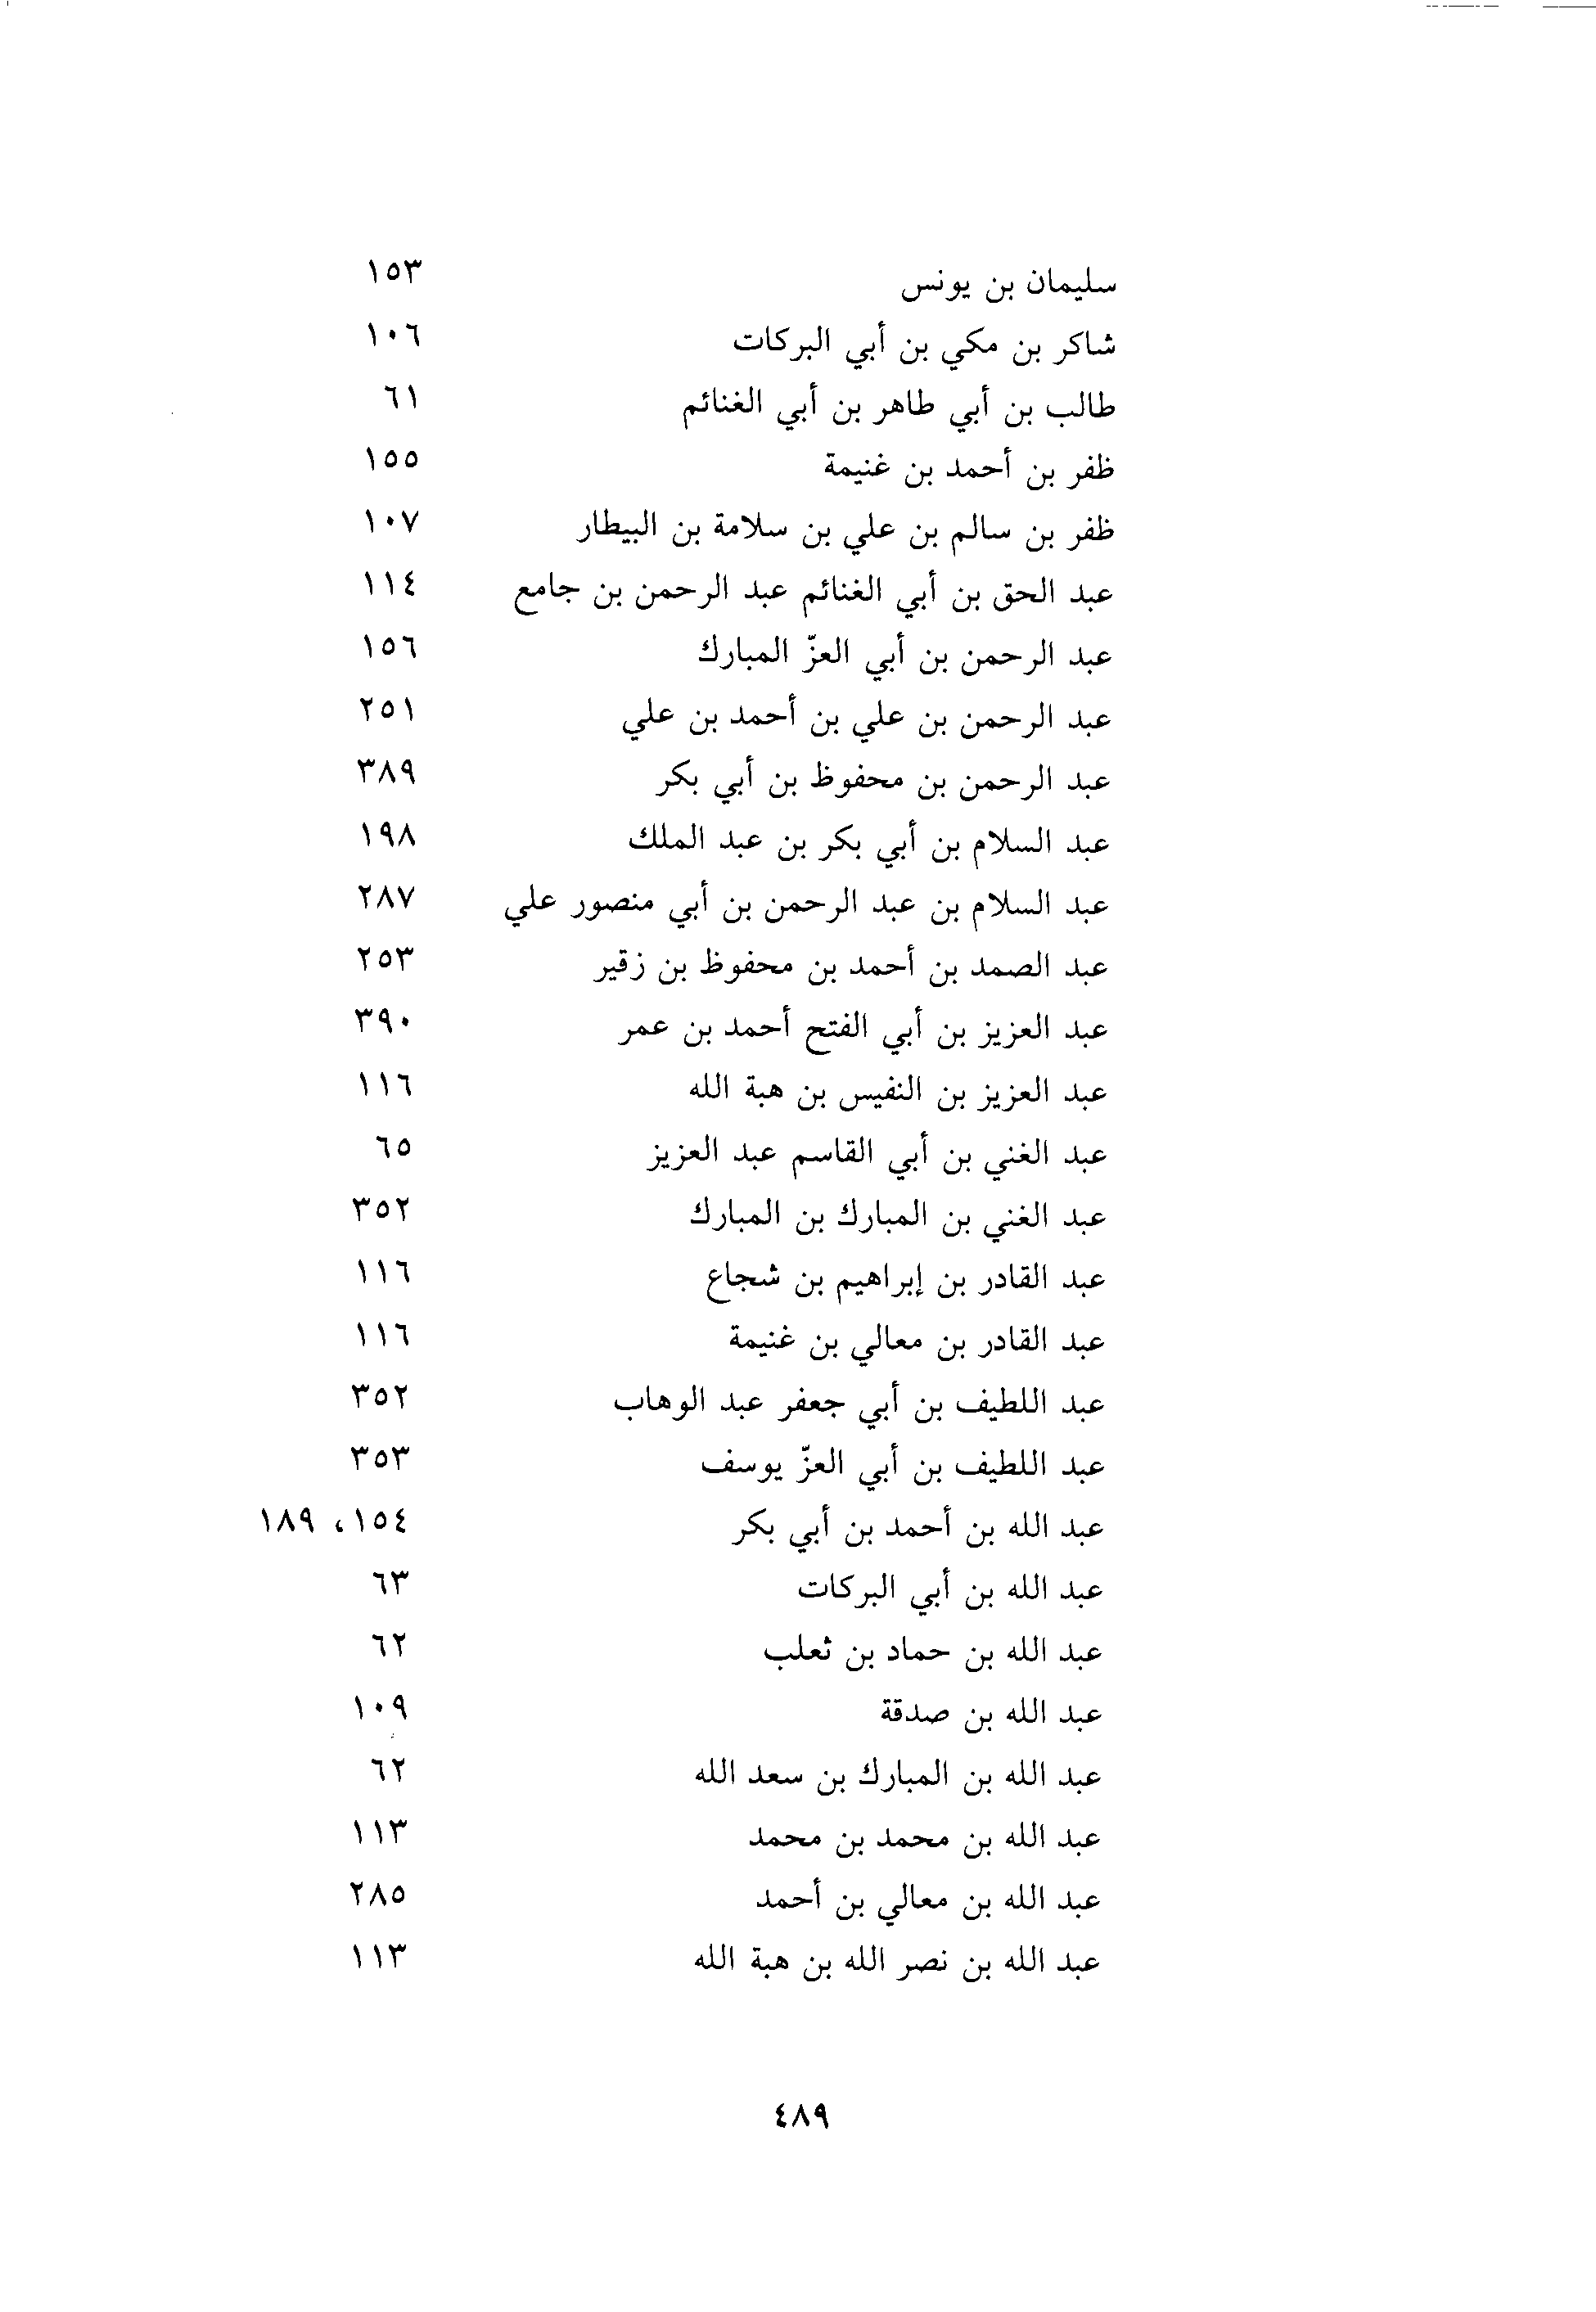 سليمان بن يونس ١٥٣
شاكر بن مكي بن أبي البركات ١٠٦
طالب بن أبي طاهر بن أبي الغنائم ٦١
ظفر بن أحمد بن غنيمة ١٥٥
ظفر بن سالم بن علي بن سلامة بن البيطار ١٠٧
عبد الحق بن أبي الغنائم عبد الرحمن بن جامع ١١٤
عبد الرحمن بن أبي العزّ المبارك ١٥٦
عبد الرحمن بن علي بن أحمد بن علي ٢٥١
عبد الرحمن بن محفوظ بن أبي بكر ٣٨٩
عبد السلام بن أبي بكر بن عبد الملك ١٩٨
عبد السلام بن عبد الرحمن بن أبي منصور علي ٢٨٧
عبد الصمد بن أحمد بن محفوظ بن زقير ٢٥٣
عبد العزيز بن أبي الفتح أحمد بن عمر ٣٩٠
عبد العزيز بن النفيس بن هبة الله ١١٦
عبد الغني بن أبي القاسم عبد العزيز ٦٥
عبد الغني بن المبارك بن المبارك ٣٥٢
عبد القادر بن إبراهيم بن شجاع ١١٦
عبد القادر بن معالي بن غنيمة ١١٦
عبد اللطيف بن أبي جعفر عبد الوهاب ٣٥٢
عبد اللطيف بن أبي العزّ يوسف ٣٥٣
عبد الله بن أحمد بن أبي بكر ١٥٤، ١٨٩
عبد الله بن أبي البركات ٦٣
عبد الله بن حماد بن ثعلب ٦٢
عبد الله بن صدقة ١٠٩
عبد الله بن المبارك بن سعد الله ٦٢
عبد الله بن محمد بن محمد ١١٣
عبد الله بن معالي بن أحمد ٢٨٥
عبد الله بن نصر الله بن هبة الله ١١٣
٤٨٩